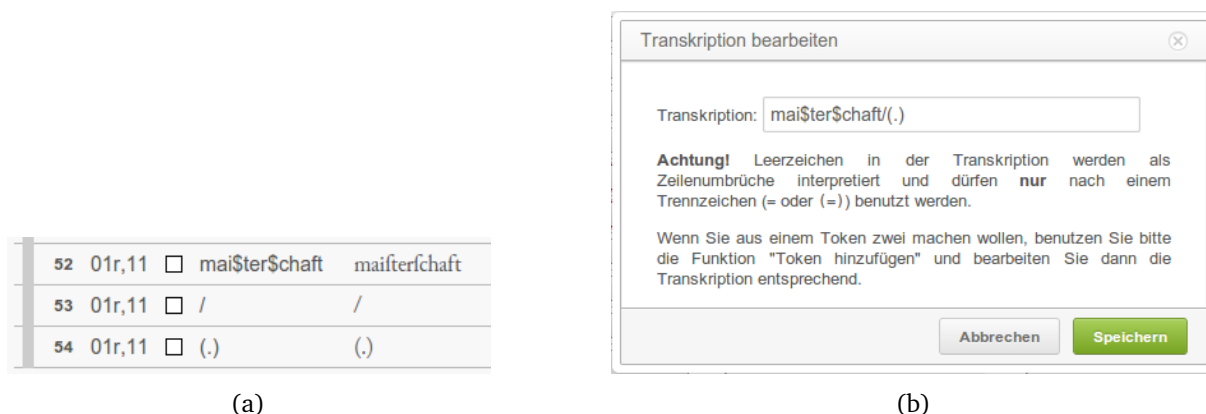 52 01r,11 mai$ter$chaft maiſterſchaft
53 01r,11 / /
54 01r,11 (.) (.)
(a)
Transkription bearbeiten
Transkription: mai$ter$chaft/(.)
Achtung! Leerzeichen in der Transkription werden als
Zeilenumbrüche interpretiert und dürfen nur nach einem
Trennzeichen (= oder (=)) benutzt werden.
Wenn Sie aus einem Token zwei machen wollen, benutzen Sie bitte
die Funktion "Token hinzufügen" und bearbeiten Sie dann die
Transkription entsprechend.
Abbrechen Speichern
(b)